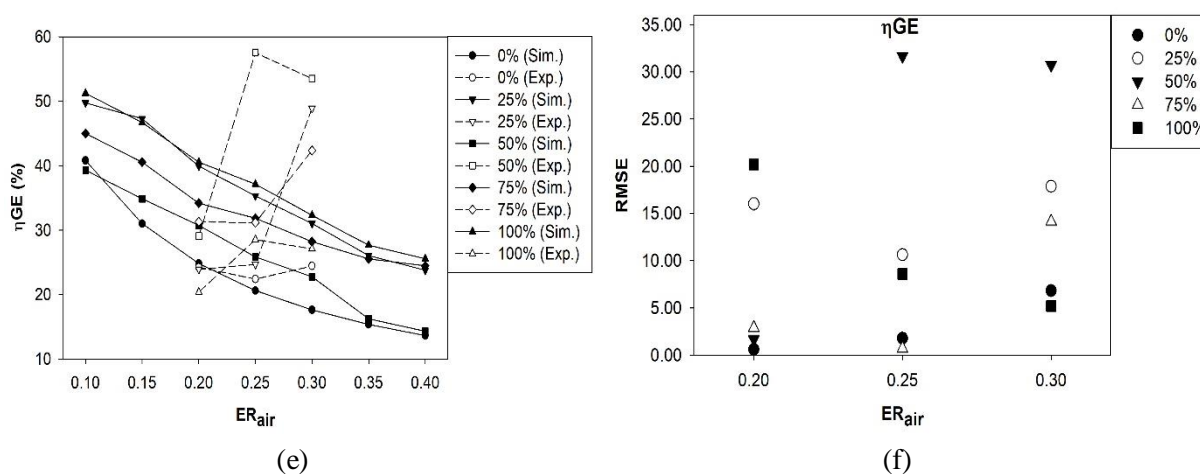 60
50
40
30
20
10
ηGE (%)
0.10 0.15 0.20 0.25 0.30 0.35 0.40
ER_air
0% (Sim.)
0% (Exp.)
25% (Sim.)
25% (Exp.)
50% (Sim.)
50% (Exp.)
75% (Sim.)
75% (Exp.)
100% (Sim.)
100% (Exp.)
(e)
ηGE
35.00
30.00
25.00
20.00
15.00
10.00
5.00
0.00
RMSE
0.20 0.25 0.30
ER_air
0%
25%
50%
75%
100%
(f)